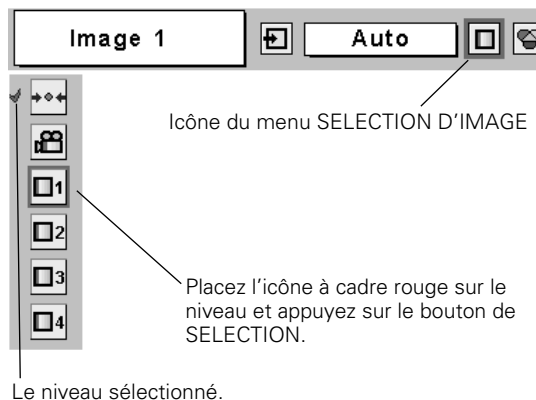 Image 1
Auto
Icône du menu SELECTION D'IMAGE
1
2
3
4
Placez l'icône à cadre rouge sur le
niveau et appuyez sur le bouton de
SELECTION.
Le niveau sélectionné.